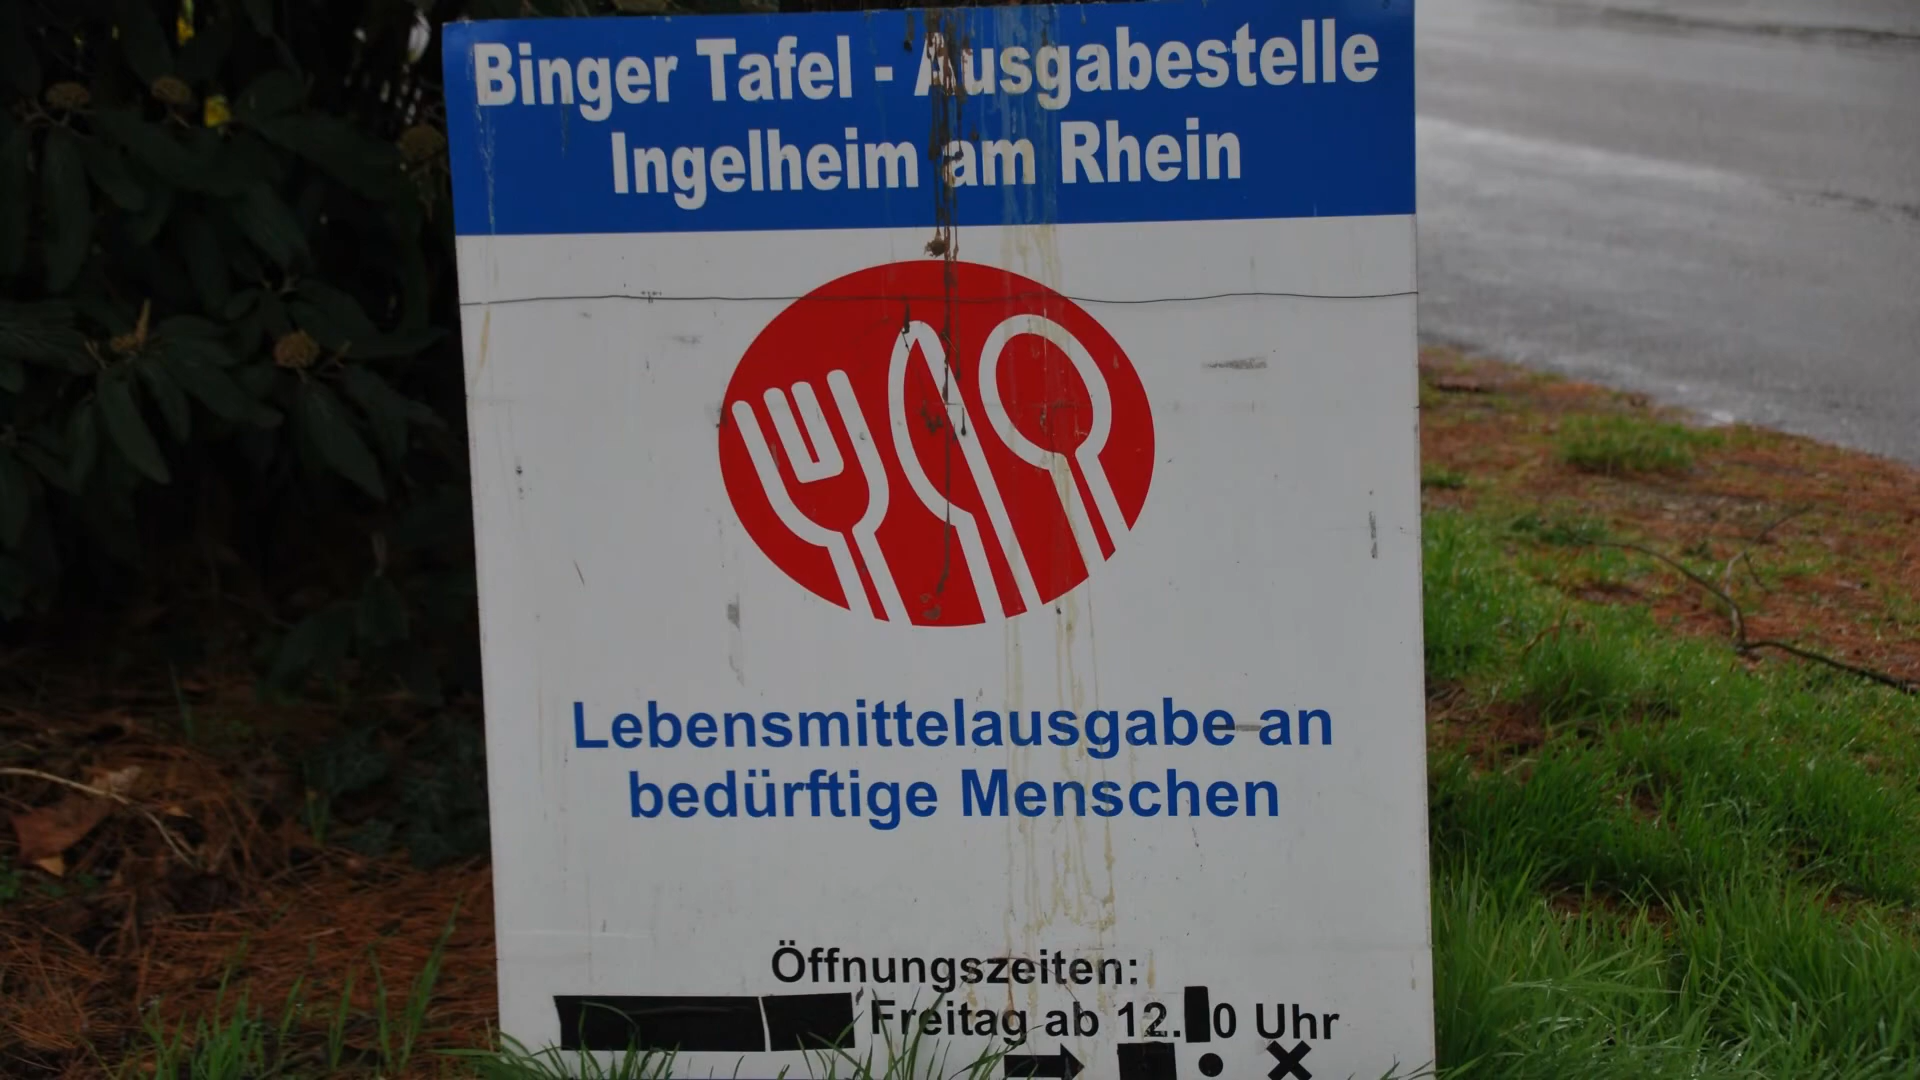 Binger Tafel - Ausgabestelle
Ingelheim am Rhein
Lebensmittelausgabe an
bedürftige Menschen
Öffnungszeiten:
Freitag ab 12. 0 Uhr